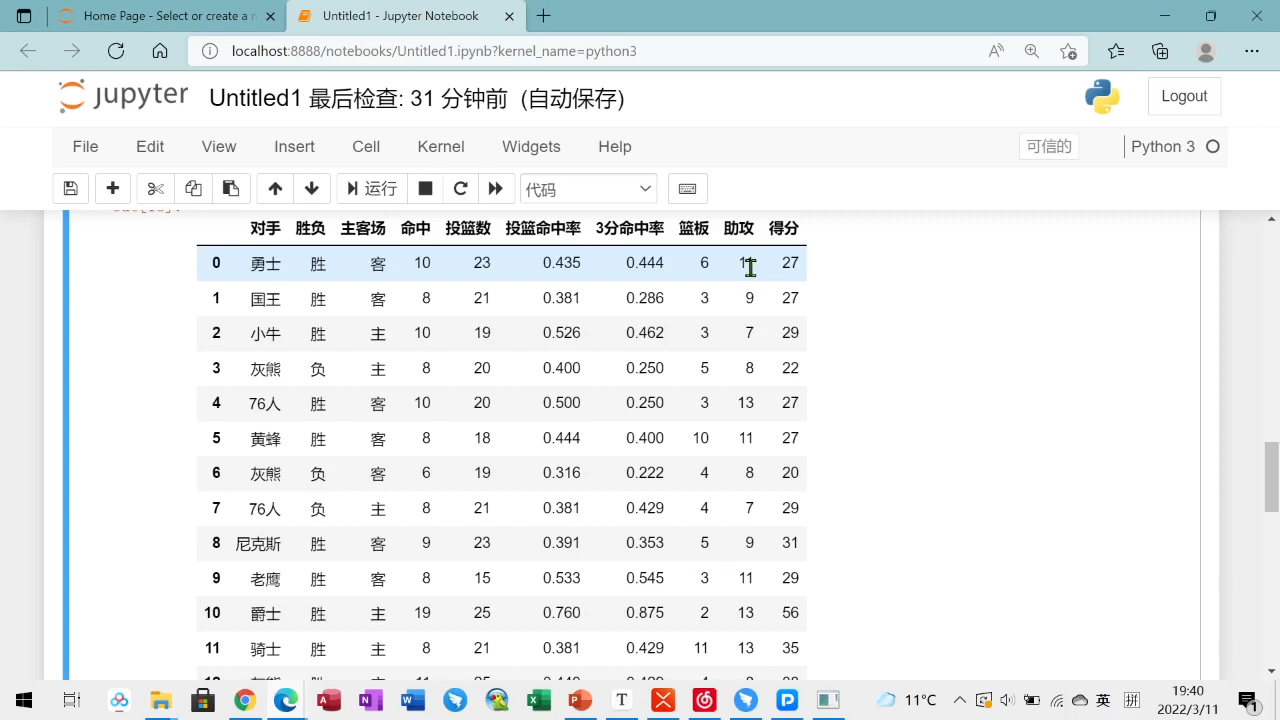 localhost:8888/notebooks/Untitled1.ipynb?kernel_name=python3
jupyter Untitled1 最后检查: 31 分钟前 (自动保存) Logout
File Edit View Insert Cell Kernel Widgets Help 可信的 Python 3
运行 代码
对手 胜负 主客场 命中 投篮数 投篮命中率 3分命中率 篮板 助攻 得分
0 勇士 胜 客 10 23 0.435 0.444 6 27
1 国王 胜 客 8 21 0.381 0.286 3 9 27
2 小牛 胜 主 10 19 0.526 0.462 3 7 29
3 灰熊 负 主 8 20 0.400 0.250 5 8 22
4 76人 胜 客 10 20 0.500 0.250 3 13 27
5 黄蜂 胜 客 8 18 0.444 0.400 10 11 27
6 灰熊 负 客 6 19 0.316 0.222 4 8 20
7 76人 负 主 8 21 0.381 0.429 4 7 29
8 尼克斯 胜 客 9 23 0.391 0.353 5 9 31
9 老鹰 胜 客 8 15 0.533 0.545 3 11 29
10 爵士 胜 主 19 25 0.760 0.875 2 13 56
11 骑士 胜 主 8 21 0.381 0.429 11 13 35
11°C 英 拼 19:40
2022/3/11